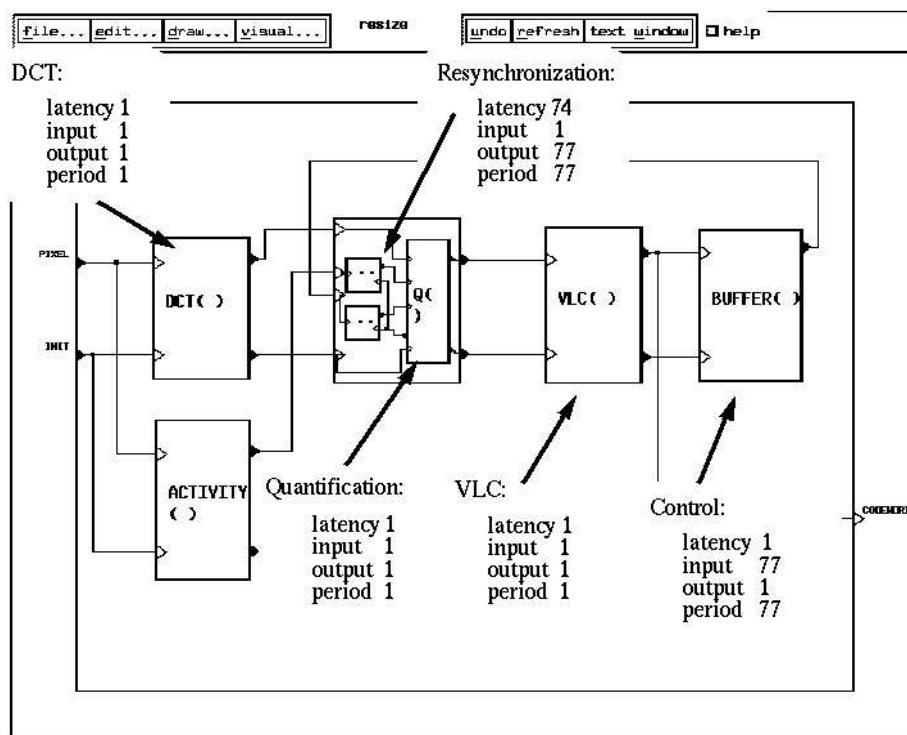 file... edit... draw... visual... resize undo refresh text window help
DCT:
latency 1
input 1
output 1
period 1
Resynchronization:
latency 74
input 1
output 77
period 77
PIXEL
INIT
DCT( )
---
---
Q(
)
VLC( )
BUFFER( )
ACTIVITY
( )
Quantification:
latency 1
input 1
output 1
period 1
VLC:
latency 1
input 1
output 1
period 1
Control:
latency 1
input 77
output 1
period 77
CODEWORD